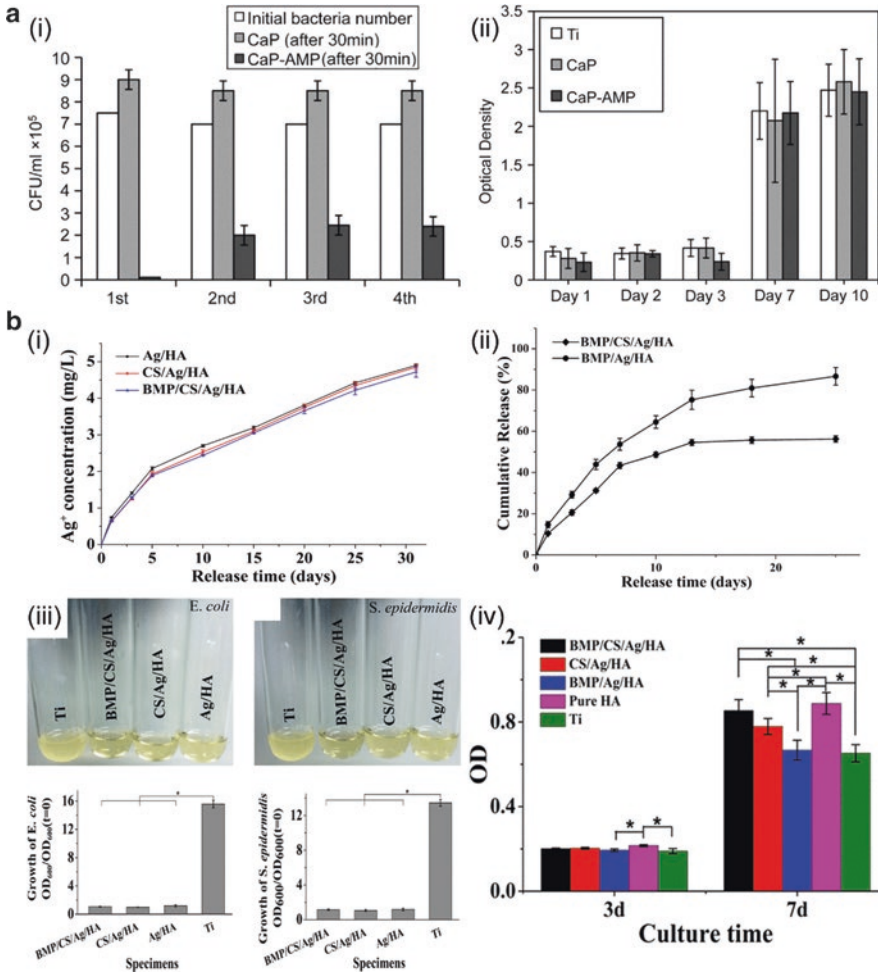 a
(i)
Initial bacteria number
CaP (after 30min)
CaP-AMP(after 30min)
CFU/ml ×10⁵
10
9
8
7
6
5
4
3
2
1
0
1st 2nd 3rd 4th
(ii)
Ti
CaP
CaP-AMP
Optical Density
3.5
3
2.5
2
1.5
1
0.5
0
Day 1 Day 2 Day 3 Day 7 Day 10
b
(i)
Ag/HA
CS/Ag/HA
BMP/CS/Ag/HA
Ag⁺ concentration (mg/L)
5
4
3
2
1
0
0 5 10 15 20 25 30
Release time (days)
(ii)
BMP/CS/Ag/HA
BMP/Ag/HA
Cumulative Release (%)
100
80
60
40
20
0
0 10 20
Release time (days)
(iii)
E. coli
Ti
BMP/CS/Ag/HA
CS/Ag/HA
Ag/HA
S. epidermidis
Ti
BMP/CS/Ag/HA
CS/Ag/HA
Ag/HA
Growth of E. coli
OD₆₀₀/OD₆₀₀(t=0)
16
12
8
4
0
*
BMP/CS/Ag/HA
CS/Ag/HA
Ag/HA
Ti
Specimens
Growth of S. epidermidis
OD600/OD600(t=0)
12
8
4
0
*
BMP/CS/Ag/HA
CS/Ag/HA
Ag/HA
Ti
Specimens
(iv)
BMP/CS/Ag/HA
CS/Ag/HA
BMP/Ag/HA
Pure HA
Ti
OD
1.2
0.8
0.4
0.0
* *
*
* *
* * *
3d 7d
Culture time